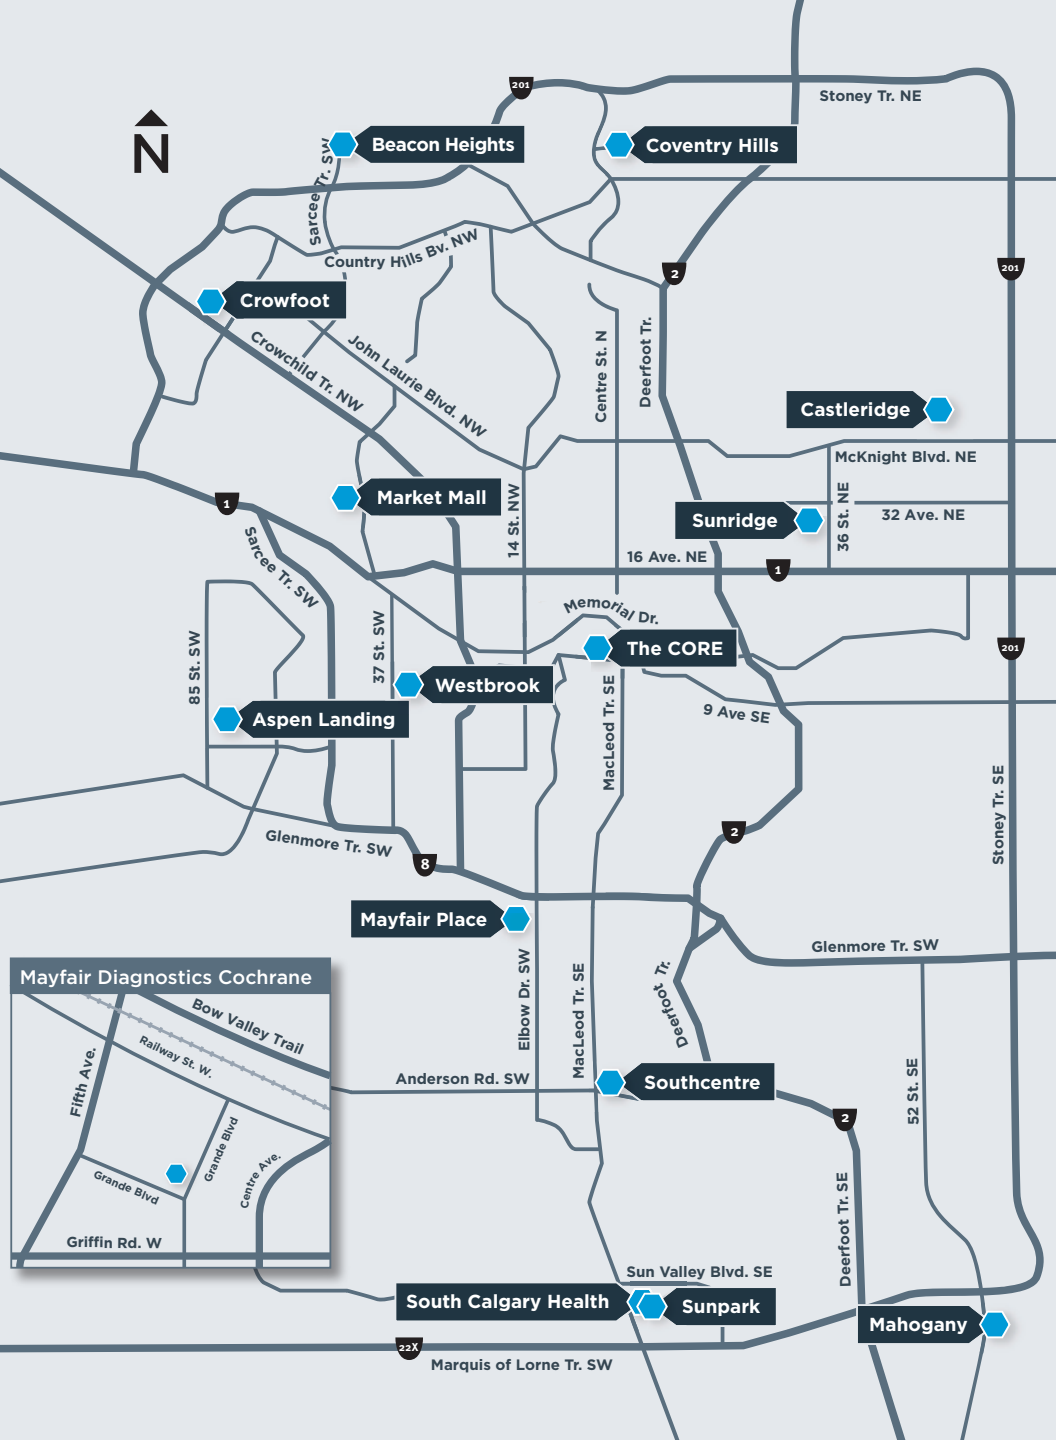 201
Stoney Tr. NE
N
Beacon Heights
Coventry Hills
Sarcee Tr. SW
Country Hills Bv. NW
2
201
Crowfoot
Crowchild Tr. NW
John Laurie Blvd. NW
Centre St. N
Deerfoot Tr.
Castleridge
McKnight Blvd. NE
Market Mall
1
14 St. NW
Sunridge
36 St. NE
32 Ave. NE
Sarcee Tr. SW
16 Ave. NE
1
Memorial Dr.
85 St. SW
37 St. SW
The CORE
201
Westbrook
Aspen Landing
MacLeod Tr. SE
9 Ave SE
Stoney Tr. SE
Glenmore Tr. SW
8
2
Mayfair Place
Glenmore Tr. SW
Elbow Dr. SW
MacLeod Tr. SE
Deerfoot Tr.
Mayfair Diagnostics Cochrane
Bow Valley Trail
Railway St. W.
Fifth Ave.
Grande Blvd
Grande Blvd
Centre Ave.
Griffin Rd. W
Anderson Rd. SW
Southcentre
52 St. SE
2
Deerfoot Tr. SE
Sun Valley Blvd. SE
South Calgary Health
Sunpark
Mahogany
22X
Marquis of Lorne Tr. SW